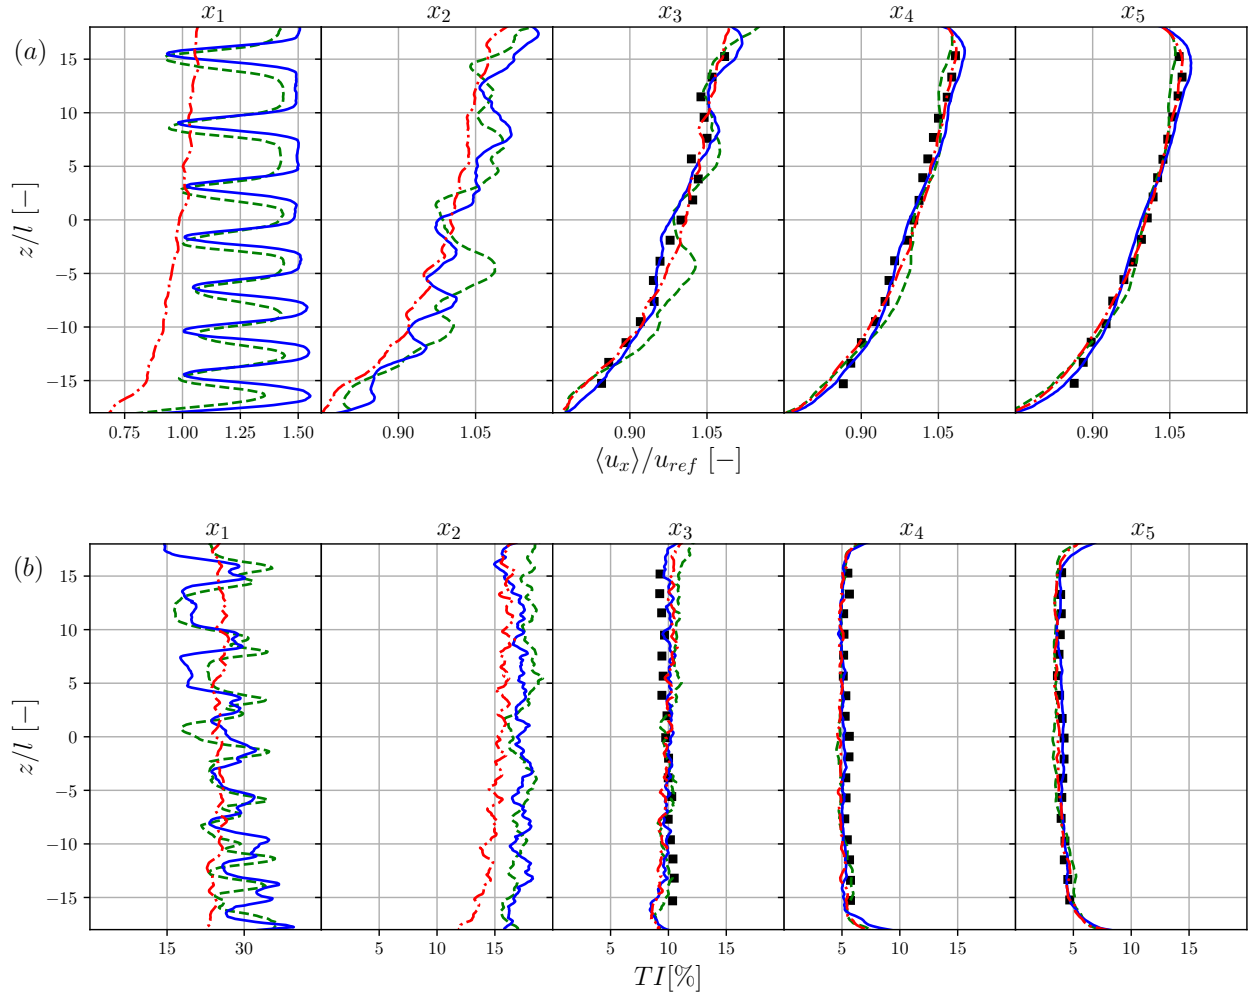 x₁ x₂ x₃ x₄ x₅
(a)
z/l [−]
15
10
5
0
−5
−10
−15
0.75 1.00 1.25 1.50 0.90 1.05 0.90 1.05 0.90 1.05 0.90 1.05
⟨uₓ⟩/u_ref [−]
x₁ x₂ x₃ x₄ x₅
(b)
z/l [−]
15
10
5
0
−5
−10
−15
15 30 5 10 15 5 10 15 5 10 15 5 10 15
TI[%]